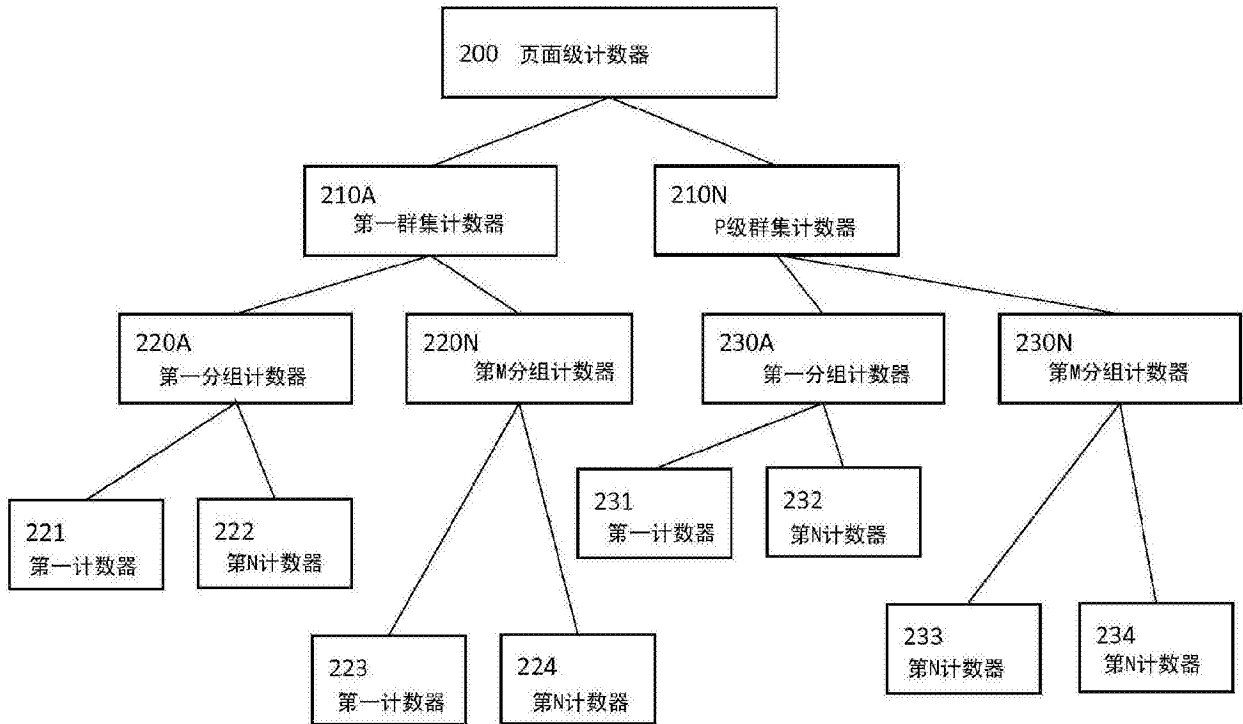 200 页面级计数器
210A
第一群集计数器
210N
P级群集计数器
220A
第一分组计数器
220N
第M分组计数器
230A
第一分组计数器
230N
第M分组计数器
221
第一计数器
222
第N计数器
231
第一计数器
232
第N计数器
223
第一计数器
224
第N计数器
233
第N计数器
234
第N计数器